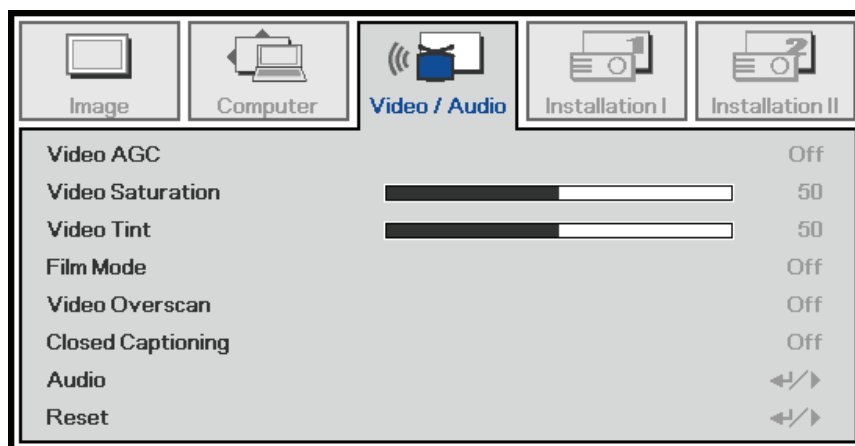 Image Computer Video / Audio Installation I Installation II
Video AGC Off
Video Saturation 50
Video Tint 50
Film Mode Off
Video Overscan Off
Closed Captioning Off
Audio
Reset